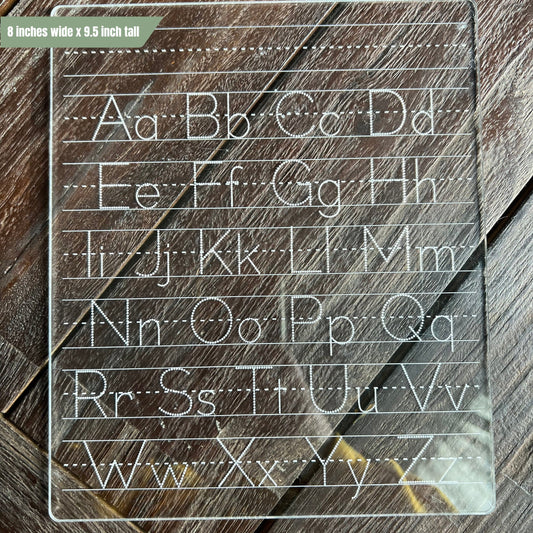 8 inches wide x 9.5 inch tall
Aa Bb Cc Dd
Ee Ff Gg Hh
Ii Jj Kk Ll Mm
Nn Oo Pp Qq
Rr Ss Tt Uu Vv
Ww Xx Yy Zz